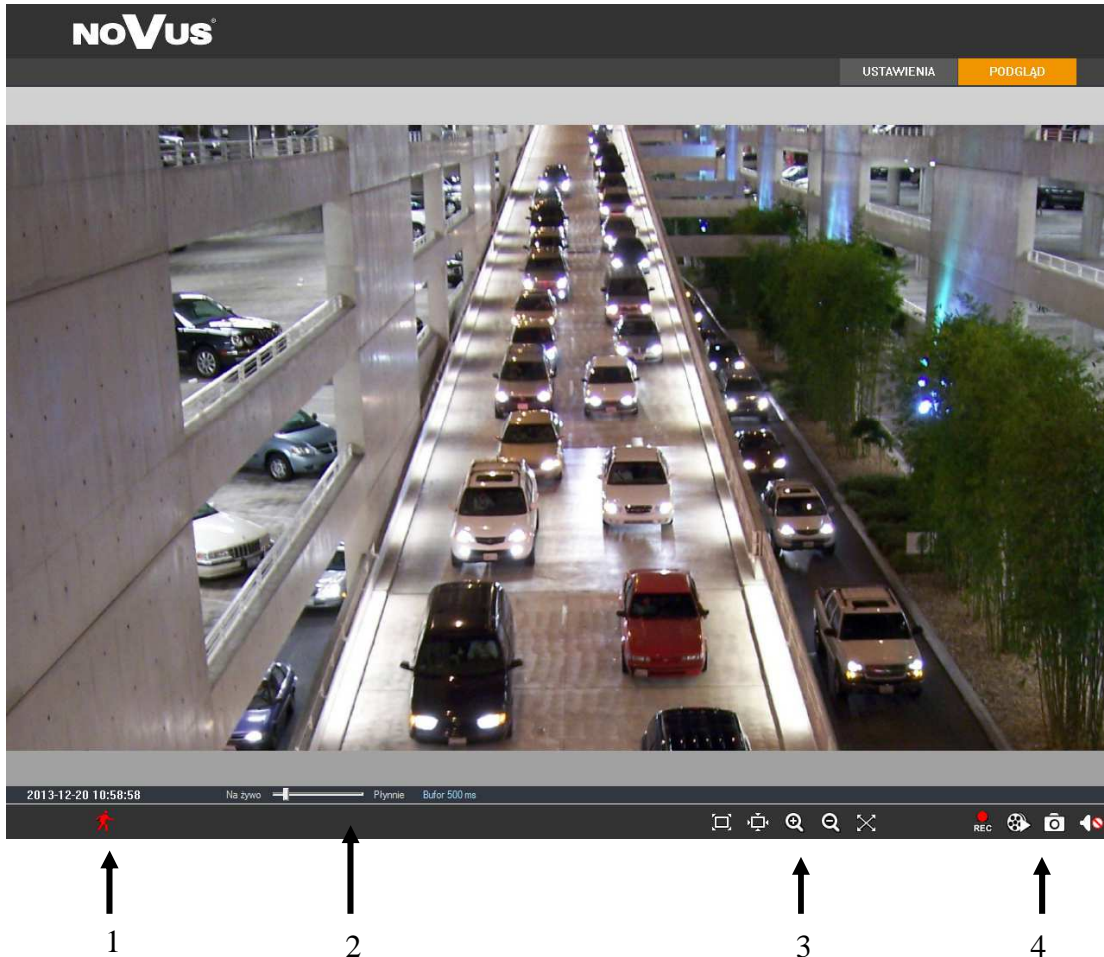 NOVUS®
USTAWIENIA PODGLĄD
2013-12-20 10:58:58 Na żywo Płynnie Bufor 500 ms
REC
1 2 3 4